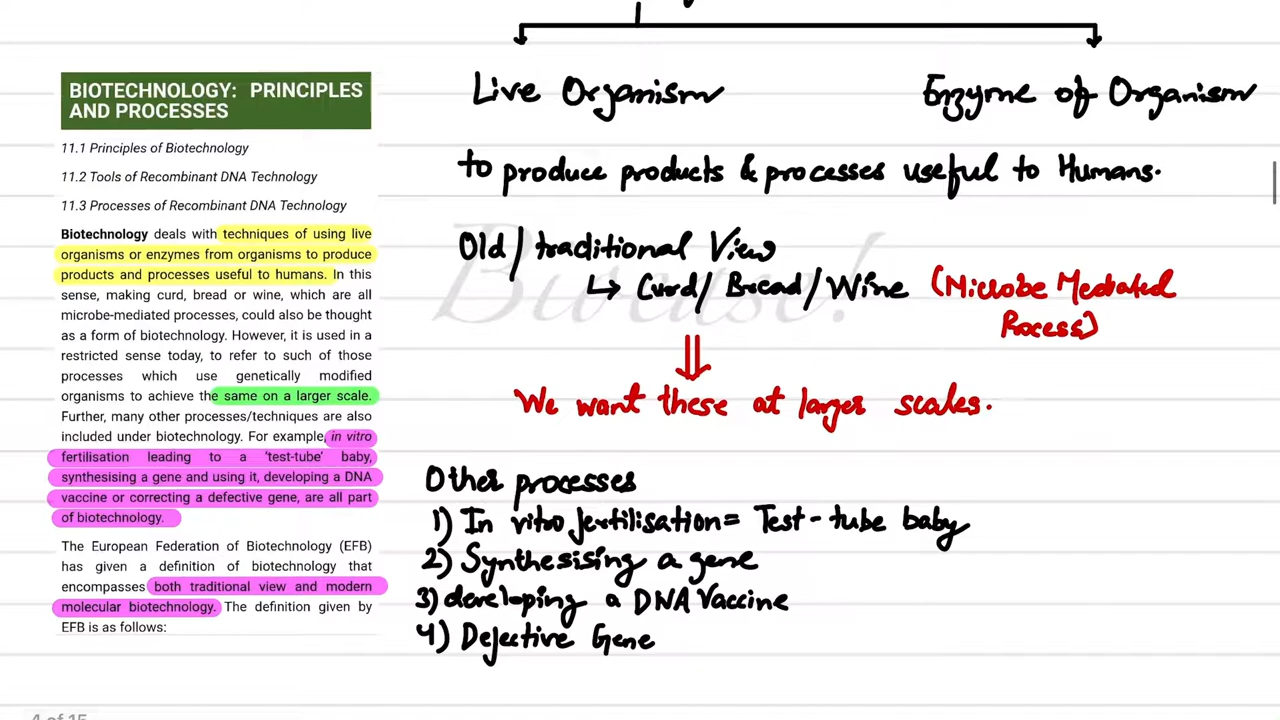 BIOTECHNOLOGY: PRINCIPLES
AND PROCESSES
11.1 Principles of Biotechnology
11.2 Tools of Recombinant DNA Technology
11.3 Processes of Recombinant DNA Technology
Biotechnology deals with techniques of using live
organisms or enzymes from organisms to produce
products and processes useful to humans. In this
sense, making curd, bread or wine, which are all
microbe-mediated processes, could also be thought
as a form of biotechnology. However, it is used in a
restricted sense today, to refer to such of those
processes which use genetically modified
organisms to achieve the same on a larger scale.
Further, many other processes/techniques are also
included under biotechnology. For example, in vitro
fertilisation leading to a 'test-tube' baby,
synthesising a gene and using it, developing a DNA
vaccine or correcting a defective gene, are all part
of biotechnology.
The European Federation of Biotechnology (EFB)
has given a definition of biotechnology that
encompasses both traditional view and modern
molecular biotechnology. The definition given by
EFB is as follows:
Live Organism
Enzyme of Organism
to produce products & processes useful to Humans.
Old/traditional View
↳ Curd/Bread/Wine (Microbe Mediated
Process)
We want these at larger scales.
Other processes
1) In vitro fertilisation = Test-tube baby
2) Synthesising a gene
3) developing a DNA Vaccine
4) Defective Gene
4 of 15